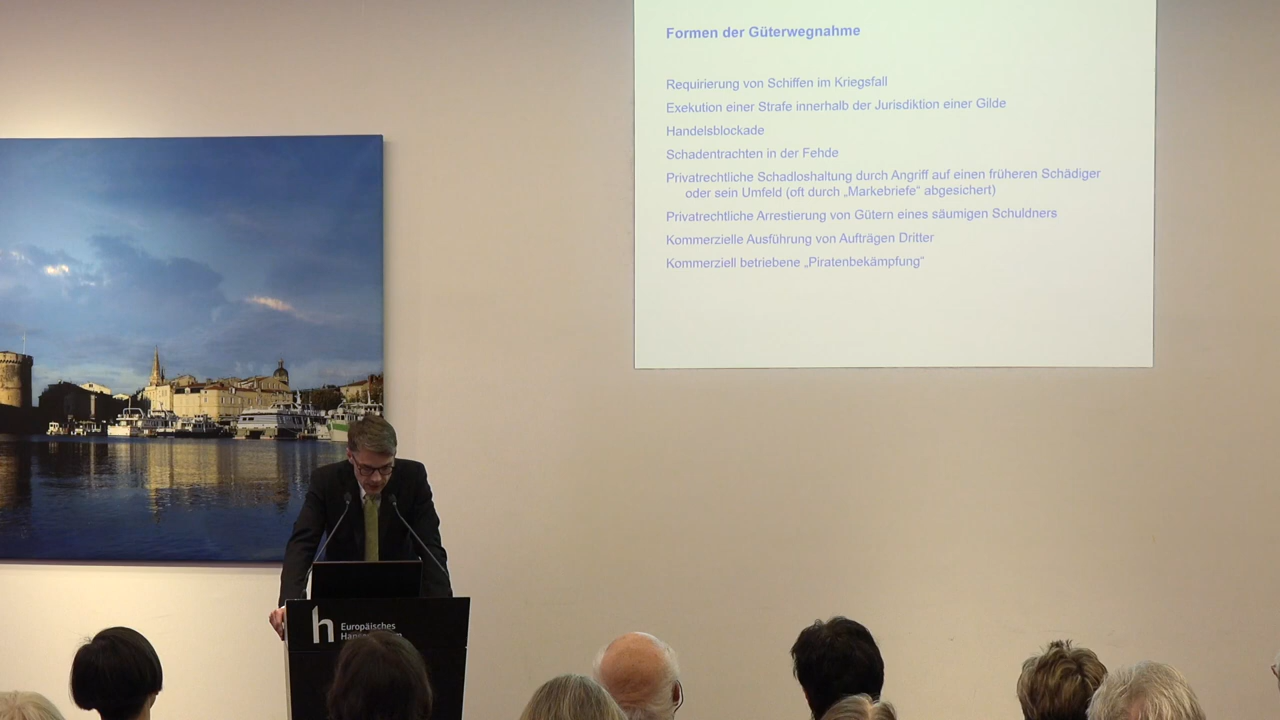 Formen der Güterwegnahme
Requirierung von Schiffen im Kriegsfall
Exekution einer Strafe innerhalb der Jurisdiktion einer Gilde
Handelsblockade
Schadentrachten in der Fehde
Privatrechtliche Schadloshaltung durch Angriff auf einen früheren Schädiger
oder sein Umfeld (oft durch „Markebriefe“ abgesichert)
Privatrechtliche Arrestierung von Gütern eines säumigen Schuldners
Kommerzielle Ausführung von Aufträgen Dritter
Kommerziell betriebene „Piratenbekämpfung“
h
Europäisches